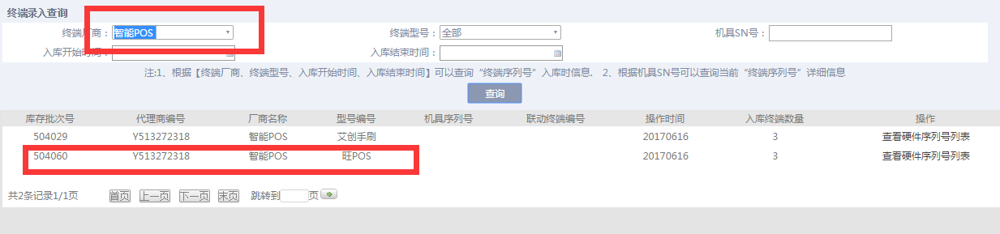 终端录入查询
终端厂商： 智能POS 终端型号： 全部 机具SN号：
入库开始时间： 入库结束时间：
注:1、根据【终端厂商、终端型号、入库开始时间、入库结束时间】可以查询“终端序列号”入库时信息. 2、根据机具SN号可以查询当前“终端序列号”详细信息
查询
库存批次号 代理商编号 厂商名称 型号编号 机具序列号 联动终端编号 操作时间 入库终端数量 操作
504029 Y513272318 智能POS 艾创手刷 20170616 3 查看硬件序列号列表
504060 Y513272318 智能POS 旺POS 20170616 3 查看硬件序列号列表
共2条记录1/1页 首页 上一页 下一页 末页 跳转到 页